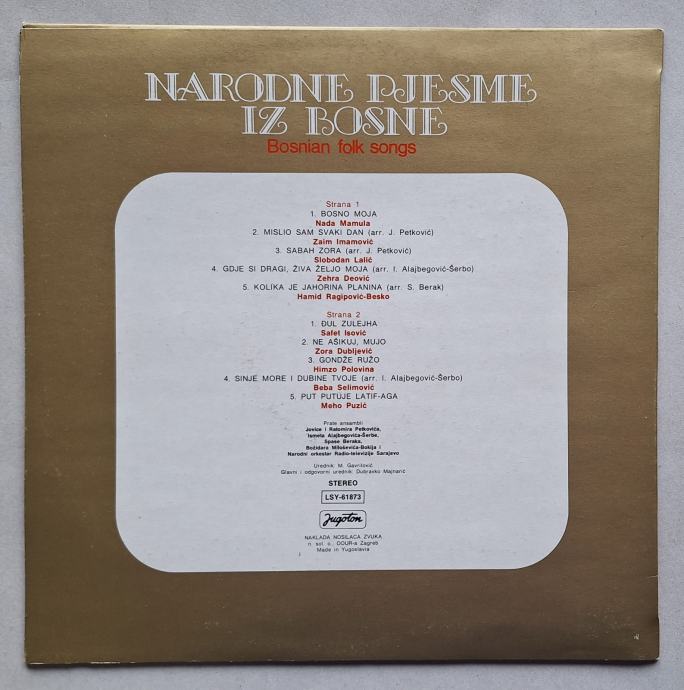 NARODNE PJESME
IZ BOSNE
Bosnian folk songs
Strana 1
1. BOSNO MOJA
Nada Mamula
2. MISLIO SAM SVAKI DAN (arr. J. Petković)
Zaim Imamović
3. SABAH ZORA (arr. J. Petković)
Slobodan Lalić
4. GDJE SI DRAGI, ŽIVA ŽELJO MOJA (arr. I. Alajbegović-Šerbo)
Zehra Deović
5. KOLIKA JE JAHORINA PLANINA (arr. S. Berak)
Hamid Ragipović-Besko
Strana 2
1. ĐUL ZULEJHA
Safet Isović
2. NE AŠIKUJ, MUJO
Zora Dubljević
3. GONDŽE RUŽO
Himzo Polovina
4. SINJE MORE I DUBINE TVOJE (arr. I. Alajbegović-Šerbo)
Beba Selimović
5. PUT PUTUJE LATIF-AGA
Meho Puzić
Prate ansambli
Jovice i Ratomira Petkovića,
Ismeta Alajbegovića-Šerbe,
Spase Beraka,
Božidara Miloševića-Bokija i
Narodni orkestar Radio-televizije Sarajevo
Urednik: M. Gavrilović
Glavni i odgovorni urednik: Dubravko Majnarić
STEREO
LSY-61873
Jugoton
NAKLADA NOSILACA ZVUKA
n. sol. o., OOUR-a Zagreb
Made in Yugoslavia